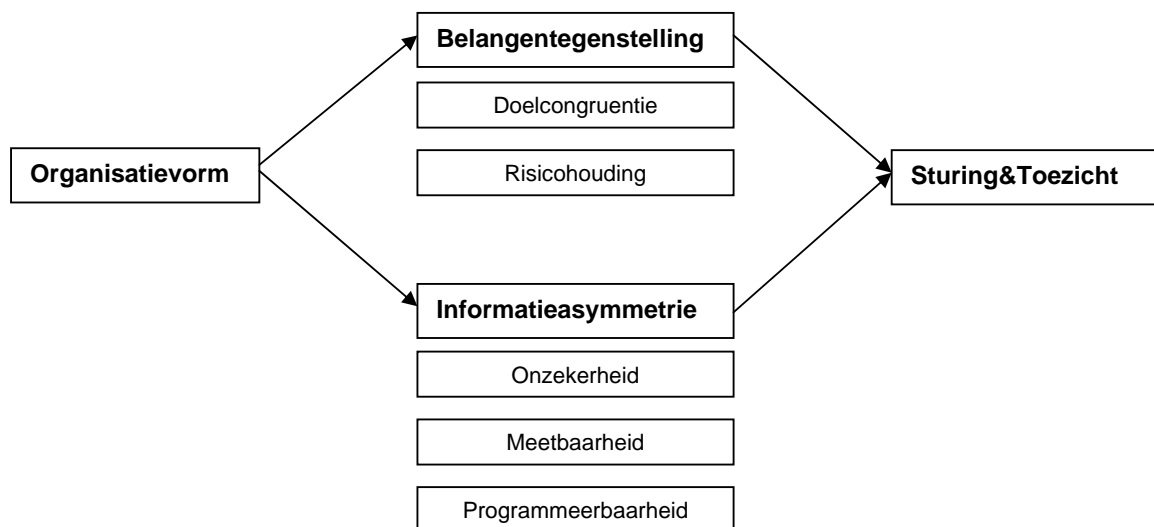 Belangentegenstelling
Doelcongruentie
Risicohouding
Organisatievorm
Sturing&Toezicht
Informatieasymmetrie
Onzekerheid
Meetbaarheid
Programmeerbaarheid